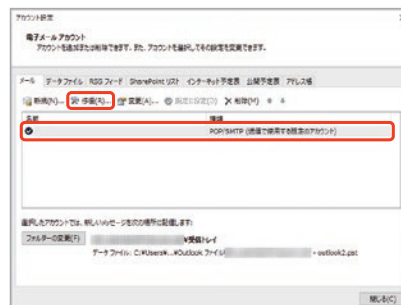 アカウント設定
電子メール アカウント
アカウントを追加または削除できます。また、アカウントを選択してその設定を変更できます。
メール データ ファイル RSS フィード SharePoint リスト インターネット予定表 公開予定表 アドレス帳
新規(N)... 修復(R)... 変更(A)... 既定に設定(D) 削除(M)
名前 種類
POP/SMTP (送信で使用する既定のアカウント)
選択したアカウントでは、新しいメッセージを次の場所に配信します:
フォルダーの変更(F) ¥受信トレイ
データ ファイル: C:¥Users¥...¥Outlook ファイル¥ - outlook2.pst
閉じる(C)